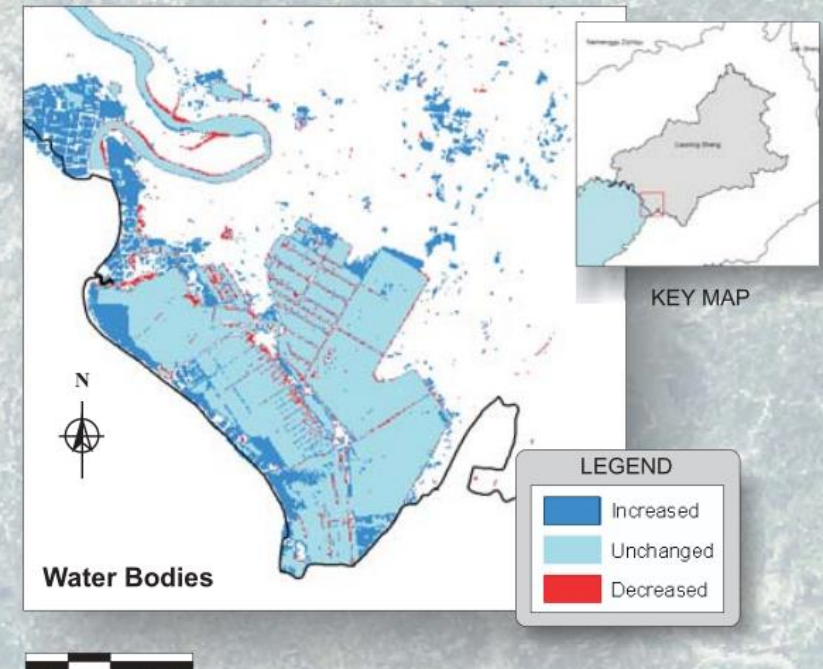 KEY MAP
N
LEGEND
Increased
Unchanged
Decreased
Water Bodies